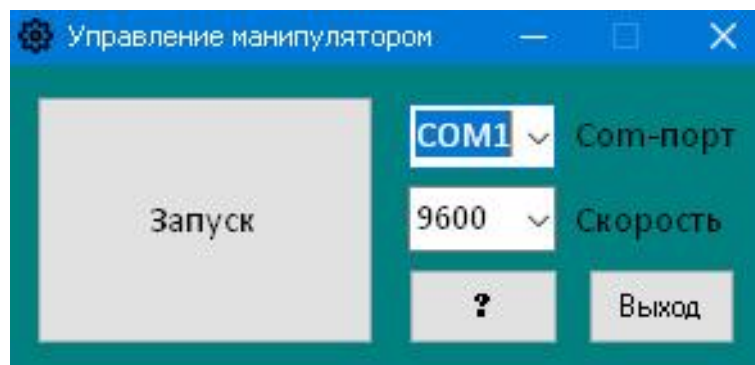 Управление манипулятором
Запуск
COM1
Com-порт
9600
Скорость
?
Выход